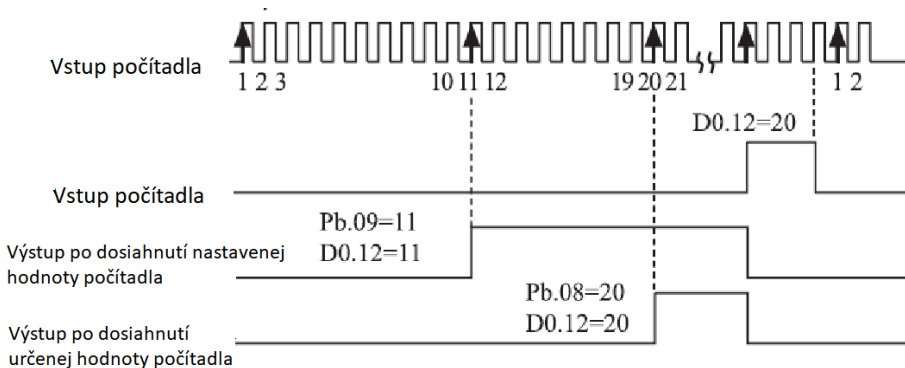 Vstup počítadla
1 2 3
10 11 12
19 20 21
1 2
D0.12=20
Vstup počítadla
Pb.09=11
D0.12=11
Výstup po dosiahnutí nastavenej
hodnoty počítadla
Pb.08=20
D0.12=20
Výstup po dosiahnutí
určenej hodnoty počítadla